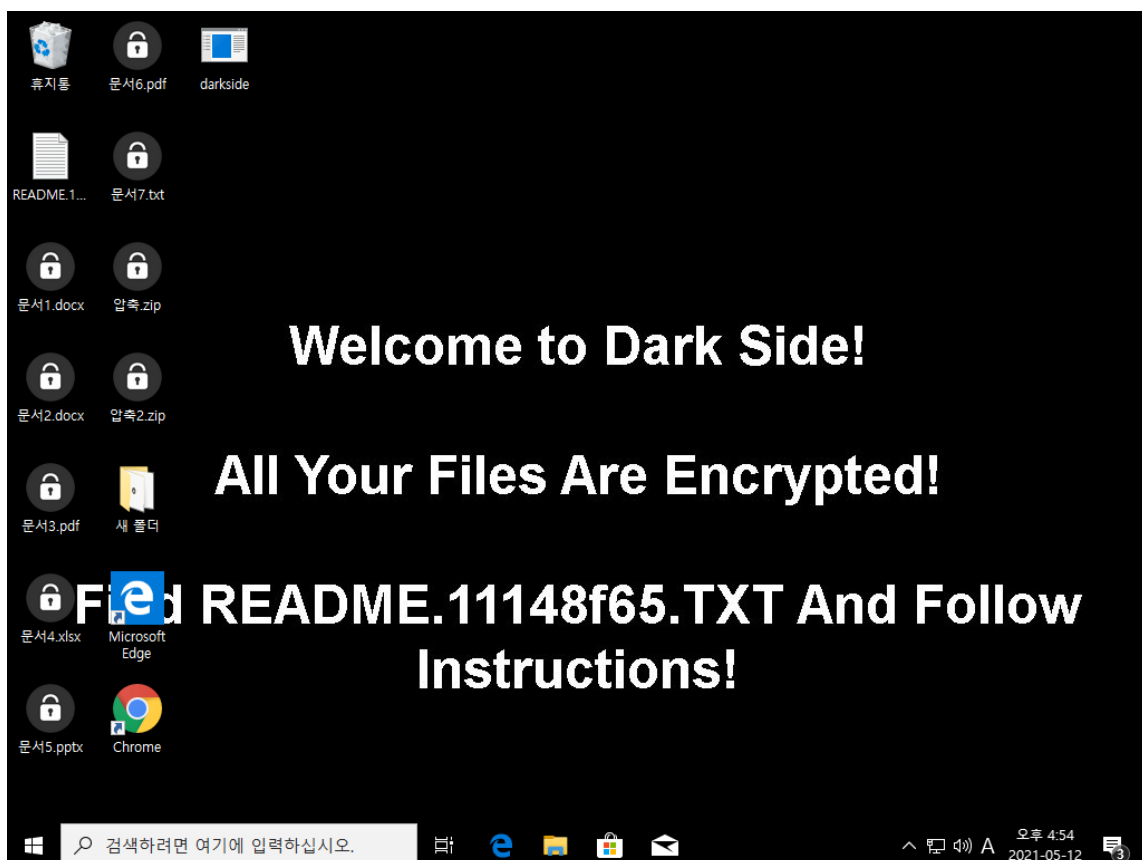 휴지통
문서6.pdf
darkside
README.1...
문서7.txt
문서1.docx
압축.zip
문서2.docx
압축2.zip
문서3.pdf
새 폴더
문서4.xlsx
Microsoft
Edge
문서5.pptx
Chrome
Welcome to Dark Side!
All Your Files Are Encrypted!
README.11148f65.TXT And Follow
Instructions!
검색하려면 여기에 입력하십시오.
A
오후 4:54
2021-05-12
3